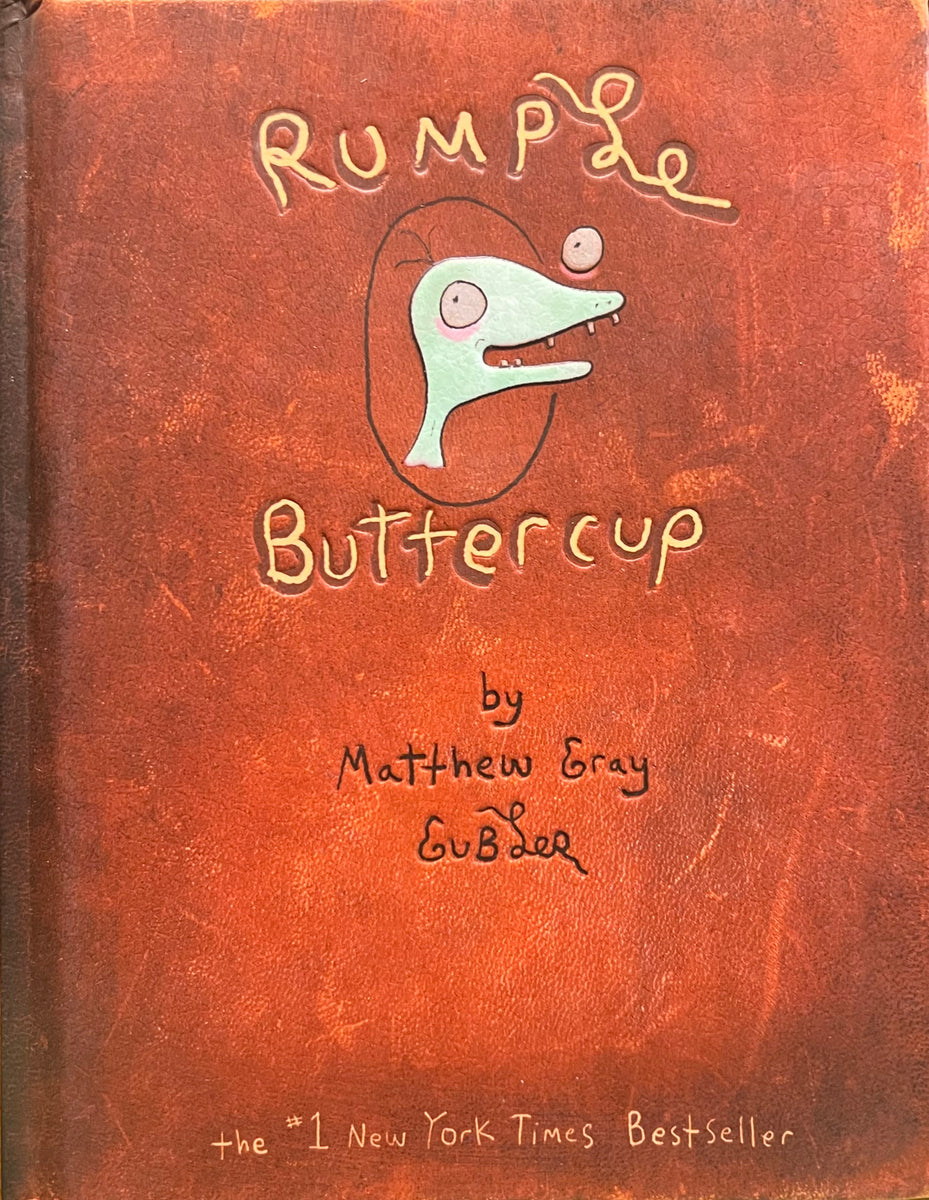 RUMPLe
Buttercup
by
Matthew Gray
GuBLeR
the #1 New York Times Bestseller